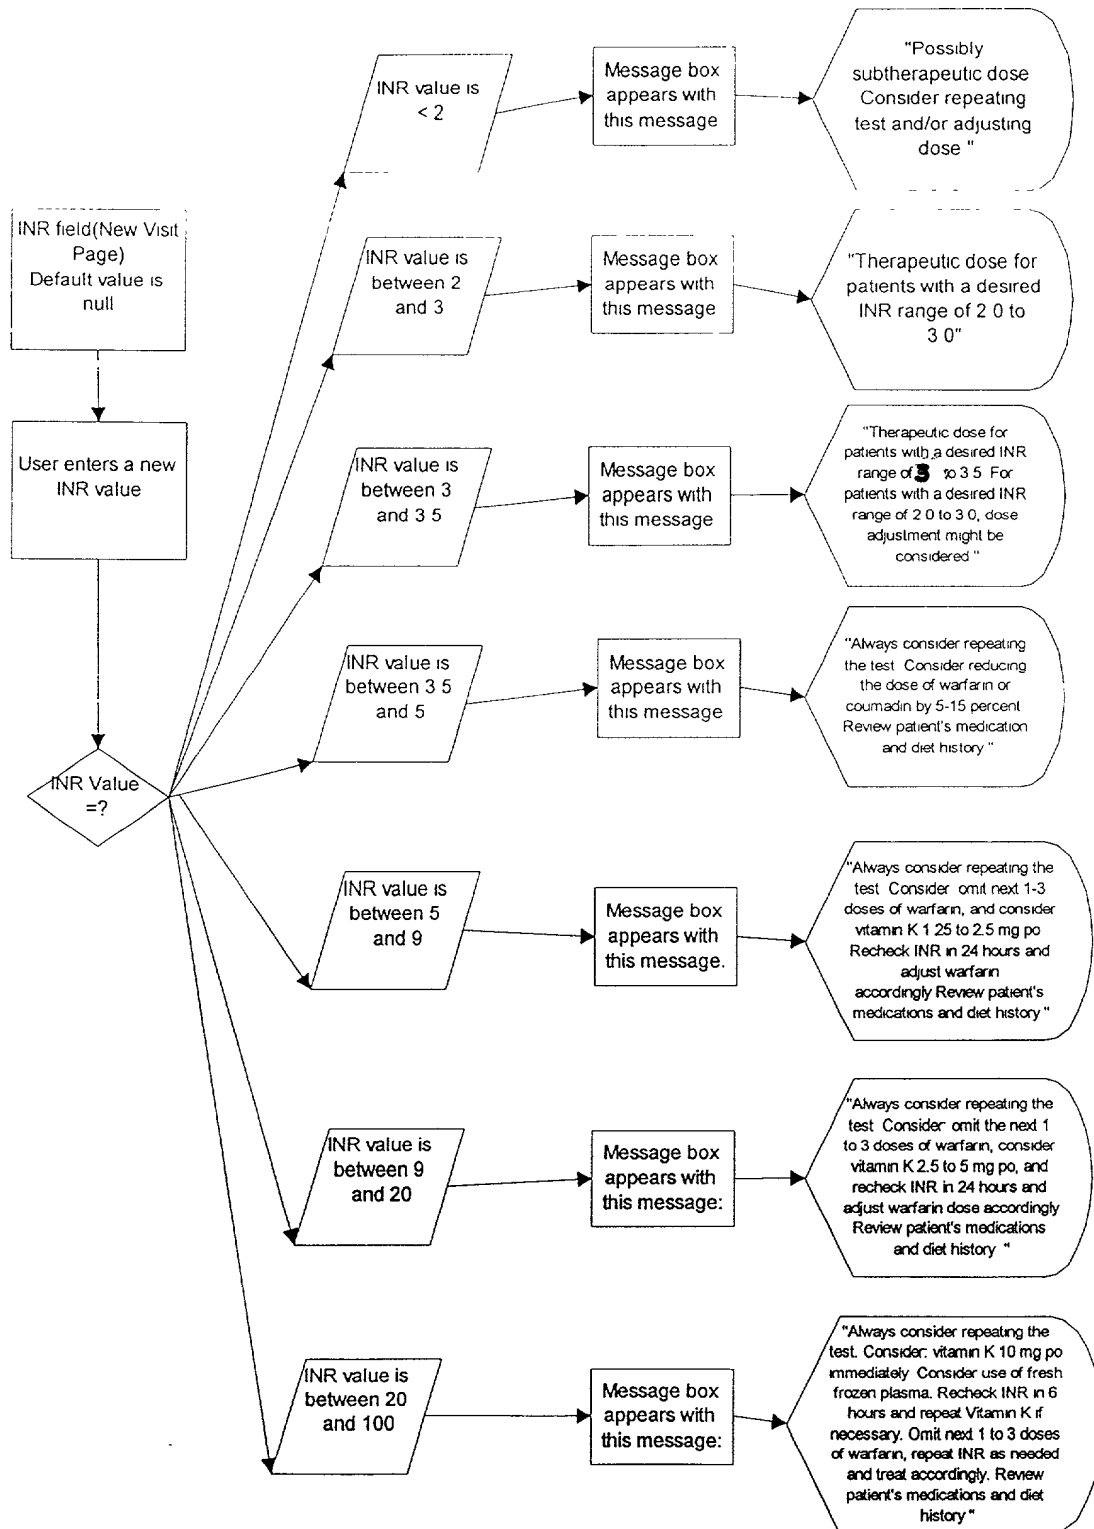 INR field(New Visit
Page)
Default value is
null
User enters a new
INR value
INR Value
=?
INR value is
< 2
Message box
appears with
this message
"Possibly
subtherapeutic dose
Consider repeating
test and/or adjusting
dose "
INR value is
between 2
and 3
Message box
appears with
this message
"Therapeutic dose for
patients with a desired
INR range of 2 0 to
3 0"
INR value is
between 3
and 3 5
Message box
appears with
this message
"Therapeutic dose for
patients with a desired INR
range of 3 to 3 5 For
patients with a desired INR
range of 2 0 to 3 0, dose
adjustment might be
considered "
INR value is
between 3 5
and 5
Message box
appears with
this message
"Always consider repeating
the test Consider reducing
the dose of warfarin or
coumadin by 5-15 percent
Review patient's medication
and diet history "
INR value is
between 5
and 9
Message box
appears with
this message.
"Always consider repeating the
test Consider omit next 1-3
doses of warfarin, and consider
vitamin K 1 25 to 2.5 mg po
Recheck INR in 24 hours and
adjust warfarin
accordingly Review patient's
medications and diet history "
INR value is
between 9
and 20
Message box
appears with
this message:
"Always consider repeating the
test Consider omit the next 1
to 3 doses of warfarin, consider
vitamin K 2.5 to 5 mg po, and
recheck INR in 24 hours and
adjust warfarin dose accordingly
Review patient's medications
and diet history "
INR value is
between 20
and 100
Message box
appears with
this message:
"Always consider repeating the
test. Consider: vitamin K 10 mg po
immediately Consider use of fresh
frozen plasma. Recheck INR in 6
hours and repeat Vitamin K if
necessary. Omit next 1 to 3 doses
of warfarin, repeat INR as needed
and treat accordingly. Review
patient's medications and diet
history "